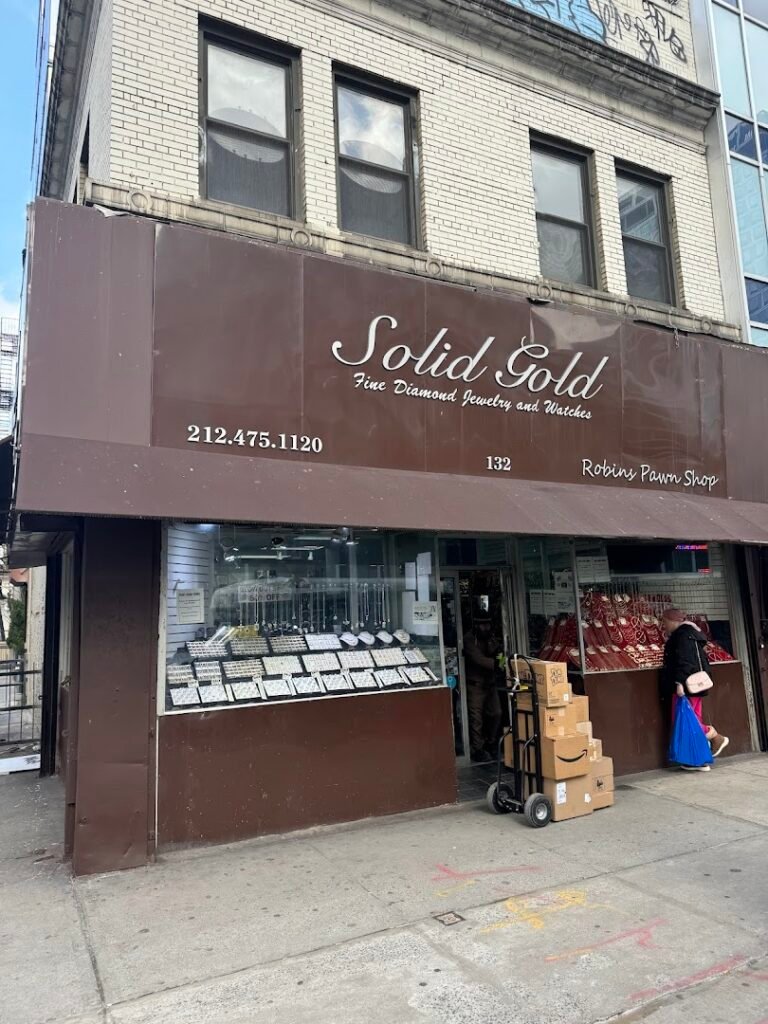 Solid Gold
Fine Diamond Jewelry and Watches
212.475.1120
132
Robins Pawn Shop